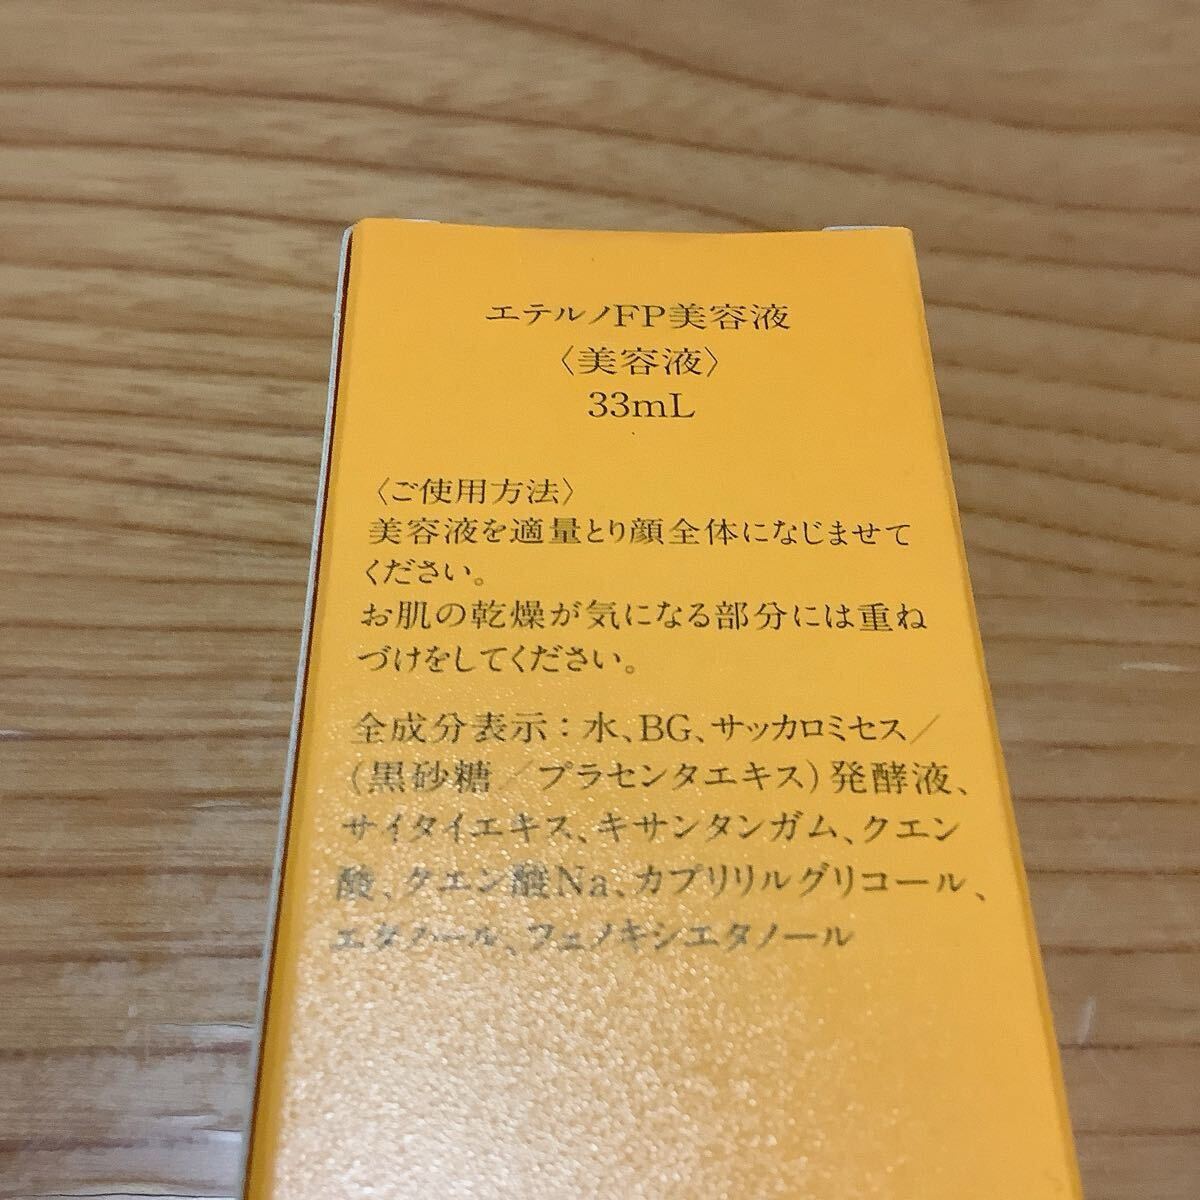 エテルノFP美容液
〈美容液〉
33mL
〈ご使用方法〉
美容液を適量とり顔全体になじませて
ください。
お肌の乾燥が気になる部分には重ね
づけをしてください。
全成分表示：水、BG、サッカロミセス／
(黒砂糖／プラセンタエキス)発酵液、
サイタイエキス、キサンタンガム、クエン
酸、クエン酸Na、カプリリルグリコール、
エタノール、フェノキシエタノール